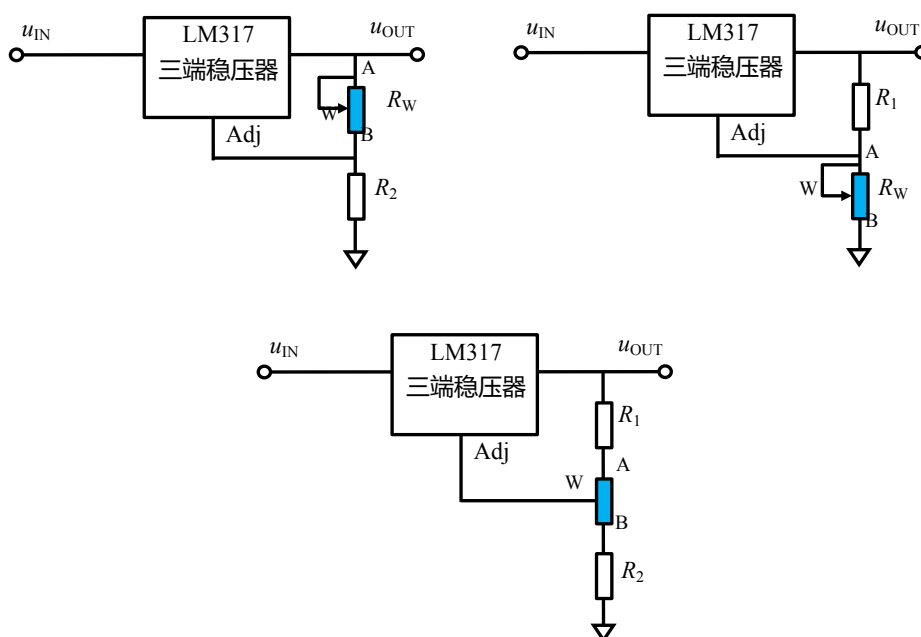 uIN
LM317
三端稳压器
uOUT
A
W
RW
B
Adj
R2
uIN
LM317
三端稳压器
uOUT
R1
Adj
A
W
RW
B
uIN
LM317
三端稳压器
uOUT
R1
Adj
A
W
B
R2